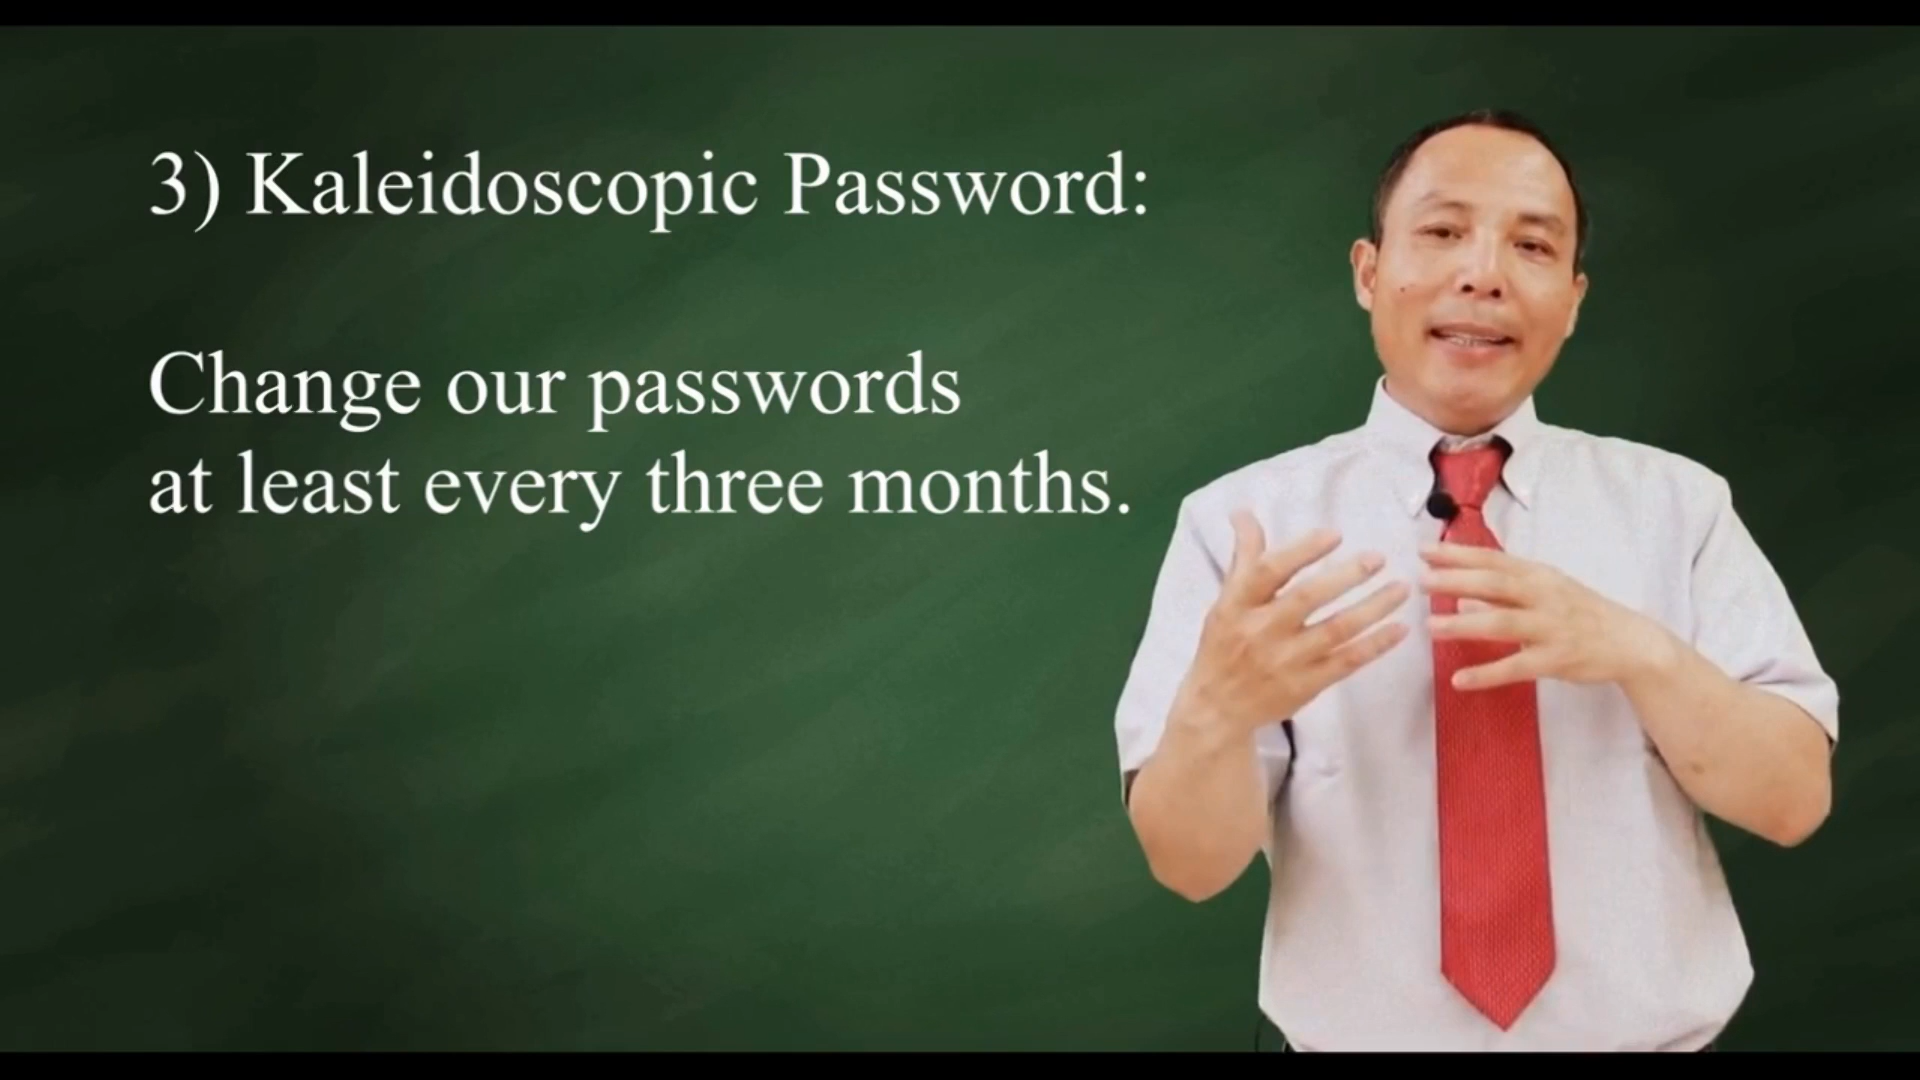 3) Kaleidoscopic Password:
Change our passwords
at least every three months.